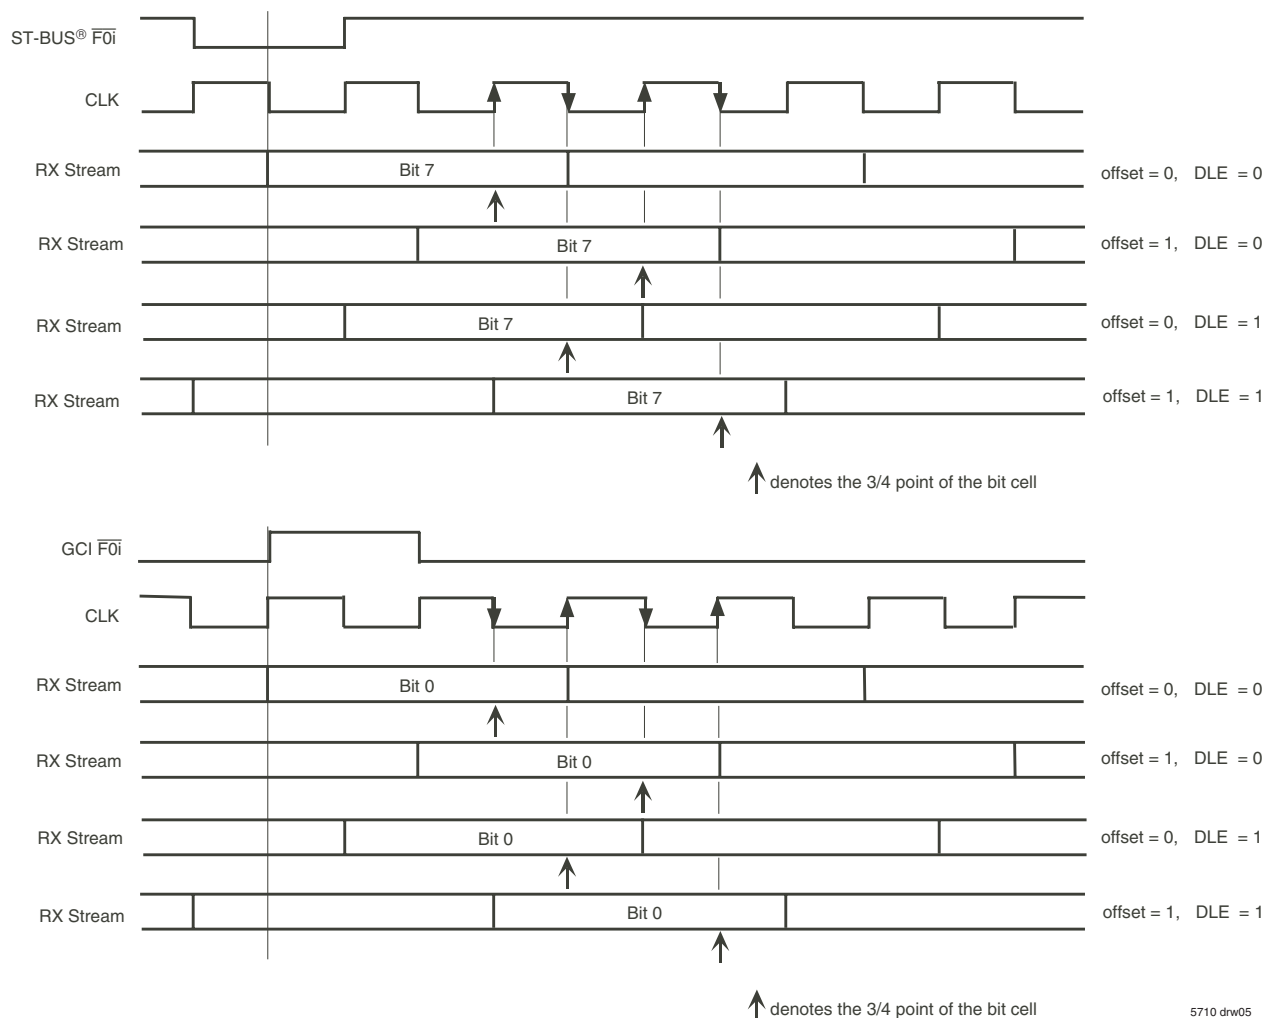 ST-BUS® F0i
CLK
RX Stream Bit 7 offset = 0, DLE = 0
RX Stream Bit 7 offset = 1, DLE = 0
RX Stream Bit 7 offset = 0, DLE = 1
RX Stream Bit 7 offset = 1, DLE = 1
denotes the 3/4 point of the bit cell
GCI F0i
CLK
RX Stream Bit 0 offset = 0, DLE = 0
RX Stream Bit 0 offset = 1, DLE = 0
RX Stream Bit 0 offset = 0, DLE = 1
RX Stream Bit 0 offset = 1, DLE = 1
denotes the 3/4 point of the bit cell
5710 drw05